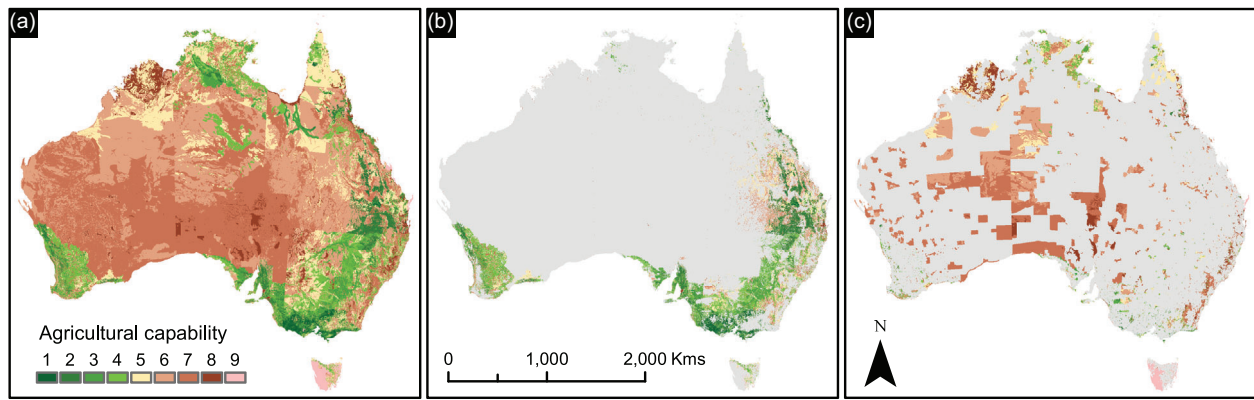 (a)
Agricultural capability
1 2 3 4 5 6 7 8 9
(b)
0 1,000 2,000 Kms
(c)
N